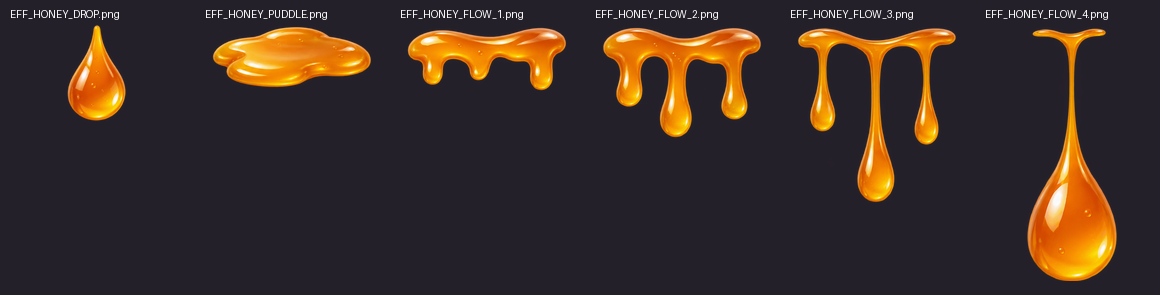 EFF_HONEY_DROP.png
EFF_HONEY_PUDDLE.png
EFF_HONEY_FLOW_1.png
EFF_HONEY_FLOW_2.png
EFF_HONEY_FLOW_3.png
EFF_HONEY_FLOW_4.png